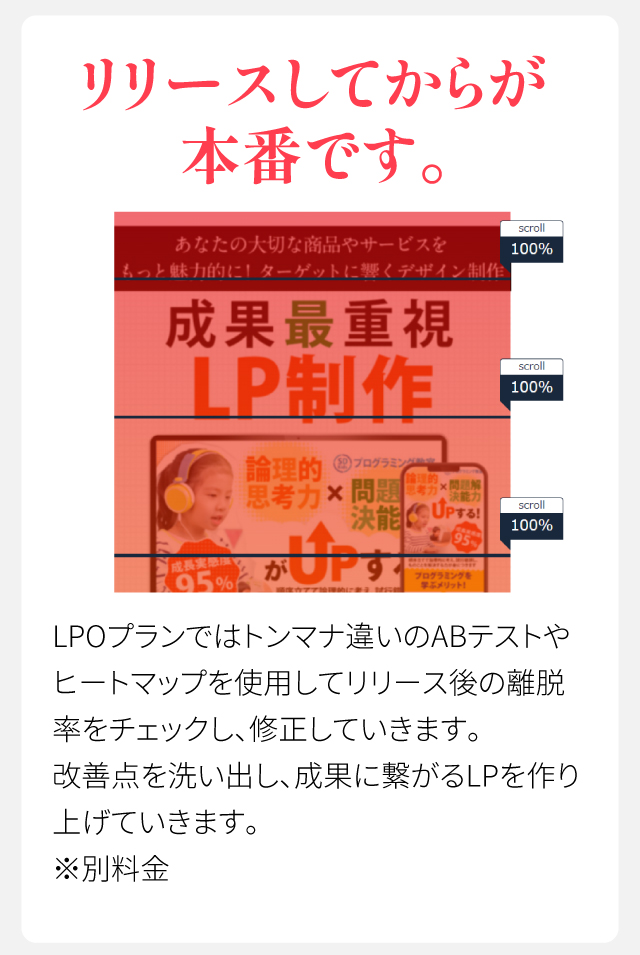 リリースしてからが
本番です。
あなたの大切な商品やサービスを
もっと魅力的に！ターゲットに響くデザイン制作
scroll
100%
成果最重視
LP制作
scroll
100%
論理的
思考力
×
問題
決能
プログラミング教室
論理的
思考力
×
問題解
決能力
UPする!
95%
scroll
100%
成長実感度
95%
がUPす
プログラミングを
学ぶメリット!
LPOプランではトンマナ違いのABテストや
ヒートマップを使用してリリース後の離脱
率をチェックし、修正していきます。
改善点を洗い出し、成果に繋がるLPを作り
上げていきます。
※別料金